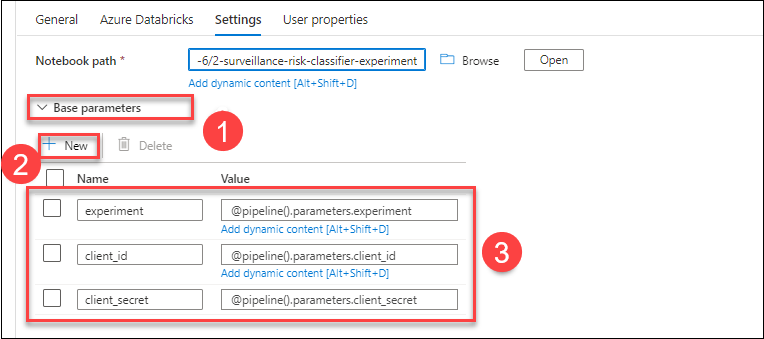 General Azure Databricks Settings User properties
Notebook path * -6/2-surveillance-risk-classifier-experiment Browse Open
Add dynamic content [Alt+Shift+D]
Base parameters
1
New Delete
2
Name Value
experiment @pipeline().parameters.experiment
Add dynamic content [Alt+Shift+D]
client_id @pipeline().parameters.client_id
3
Add dynamic content [Alt+Shift+D]
client_secret @pipeline().parameters.client_secret